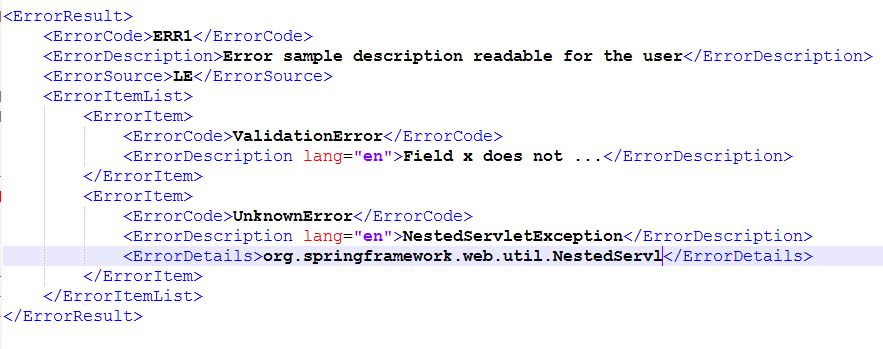 <ErrorResult>
    <ErrorCode>ERR1</ErrorCode>
    <ErrorDescription>Error sample description readable for the user</ErrorDescription>
    <ErrorSource>LE</ErrorSource>
    <ErrorItemList>
        <ErrorItem>
            <ErrorCode>ValidationError</ErrorCode>
            <ErrorDescription lang="en">Field x does not ...</ErrorDescription>
        </ErrorItem>
        <ErrorItem>
            <ErrorCode>UnknownError</ErrorCode>
            <ErrorDescription lang="en">NestedServletException</ErrorDescription>
            <ErrorDetails>org.springframework.web.util.NestedServl</ErrorDetails>
        </ErrorItem>
    </ErrorItemList>
</ErrorResult>